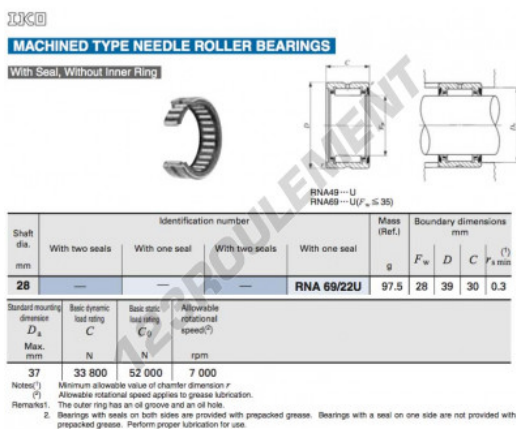 IKO
MACHINED TYPE NEEDLE ROLLER BEARINGS
With Seal, Without Inner Ring
C
D
Fw
Da
RNA49···U
RNA69···U(Fw ≦ 35)
Shaft dia. mm
Identification number
With two seals
With one seal
With two seals
With one seal
Mass (Ref.) g
Boundary dimensions mm
Fw D C rs min(1)
28 — — — RNA 69/22U 97.5 28 39 30 0.3
Standard mounting dimension Da Max. mm
Basic dynamic load rating C N
Basic static load rating C0 N
Allowable rotational speed(2) rpm
37 33 800 52 000 7 000
Notes(1) Minimum allowable value of chamfer dimension r
(2) Allowable rotational speed applies to grease lubrication.
Remarks1. The outer ring has an oil groove and an oil hole.
2. Bearings with seals on both sides are provided with prepacked grease. Bearings with a seal on one side are not provided with
prepacked grease. Perform proper lubrication for use.
123ROULEMENT